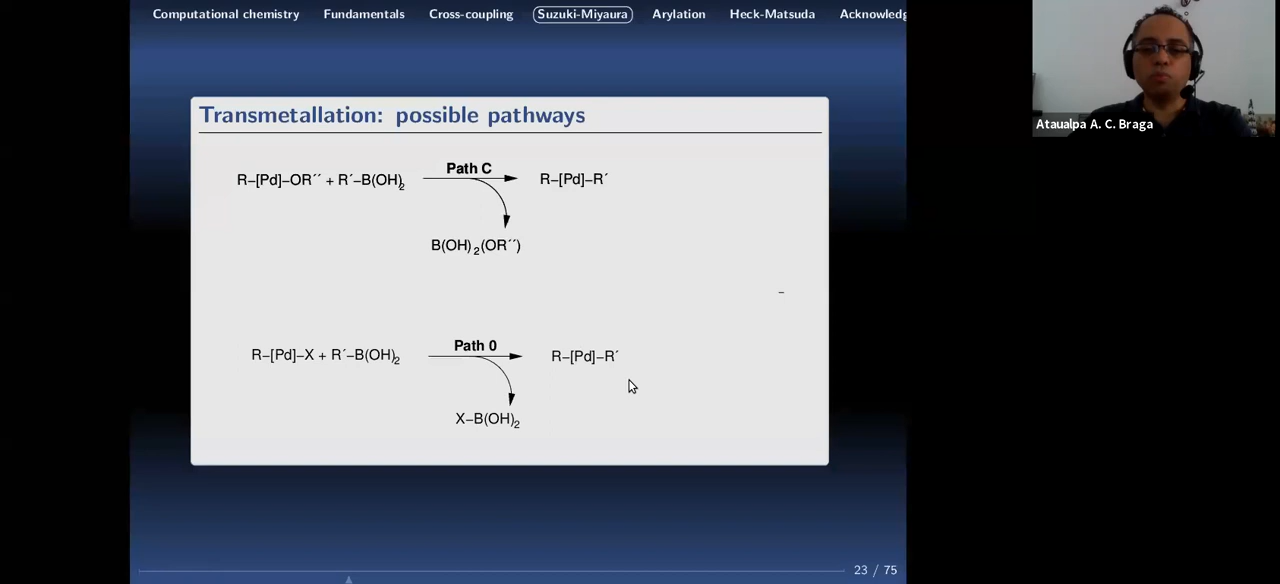 Computational chemistry Fundamentals Cross-coupling Suzuki-Miyaura Arylation Heck-Matsuda Acknowledg
Ataualpa A. C. Braga
Transmetallation: possible pathways
Path C
R–[Pd]–OR´´ + R´–B(OH)2 R–[Pd]–R´
B(OH)2(OR´´)
Path 0
R–[Pd]–X + R´–B(OH)2 R–[Pd]–R´
X–B(OH)2
23 / 75